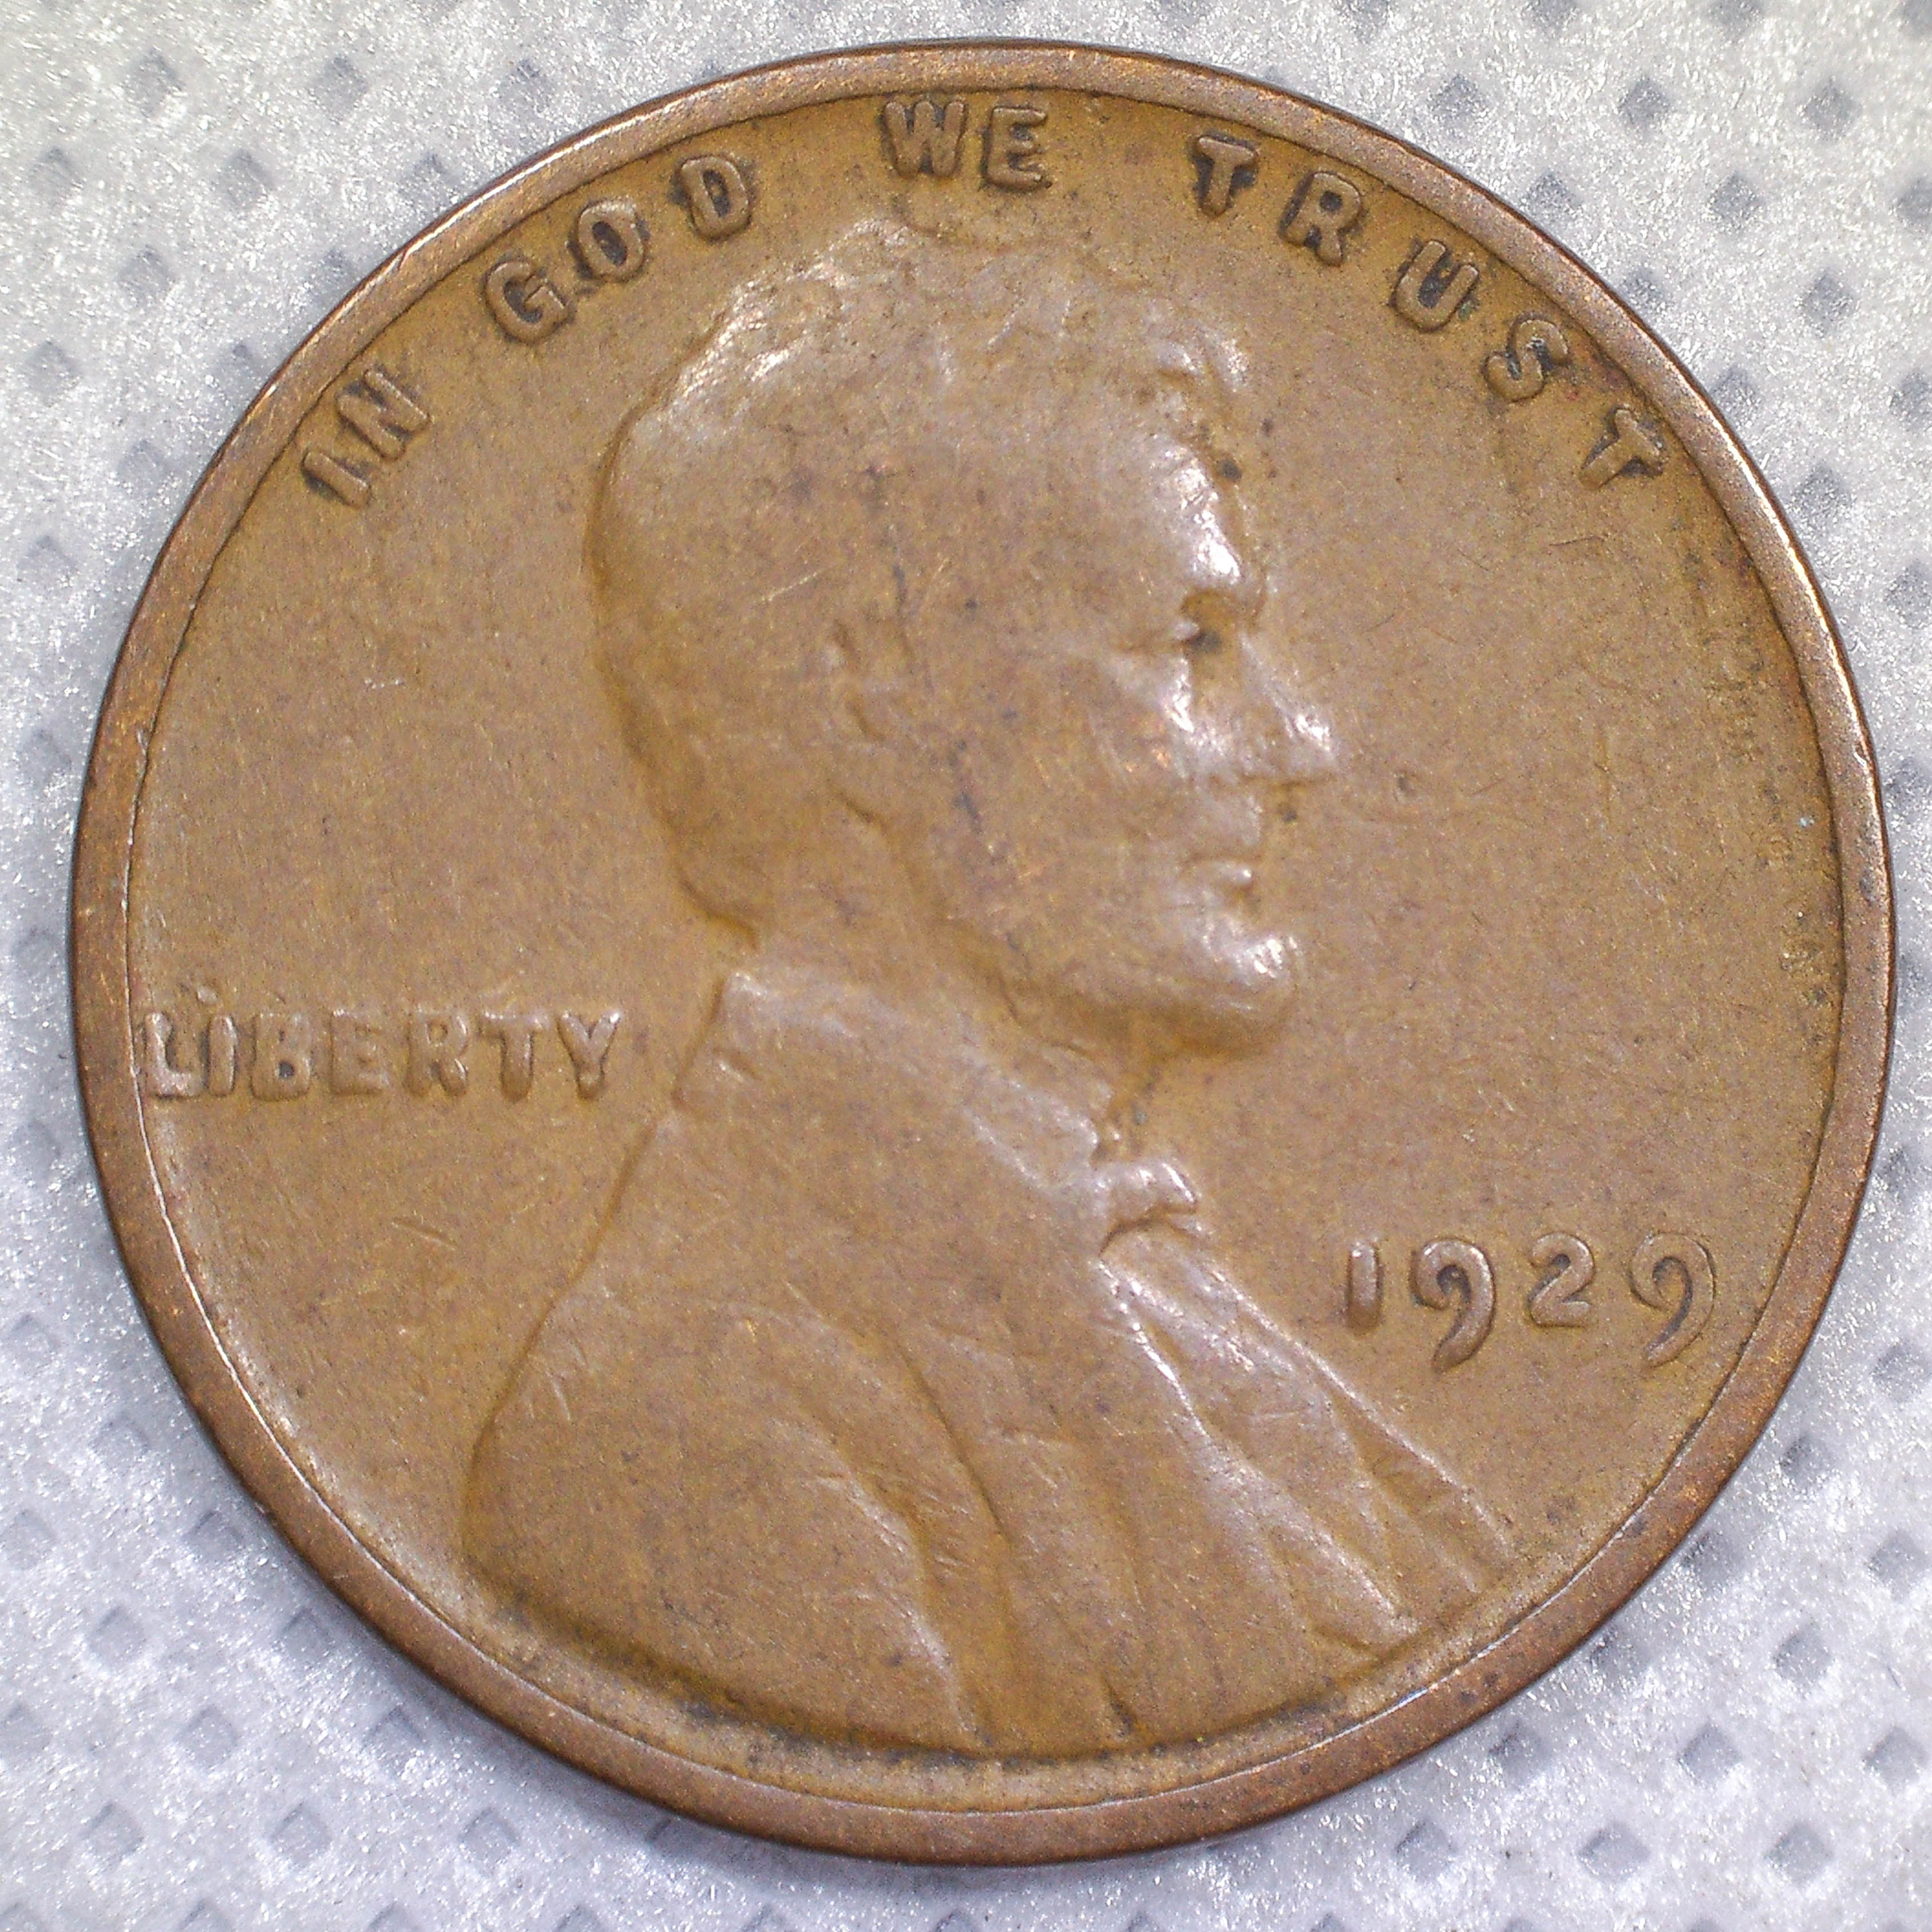 IN GOD WE TRUST
LIBERTY
1929